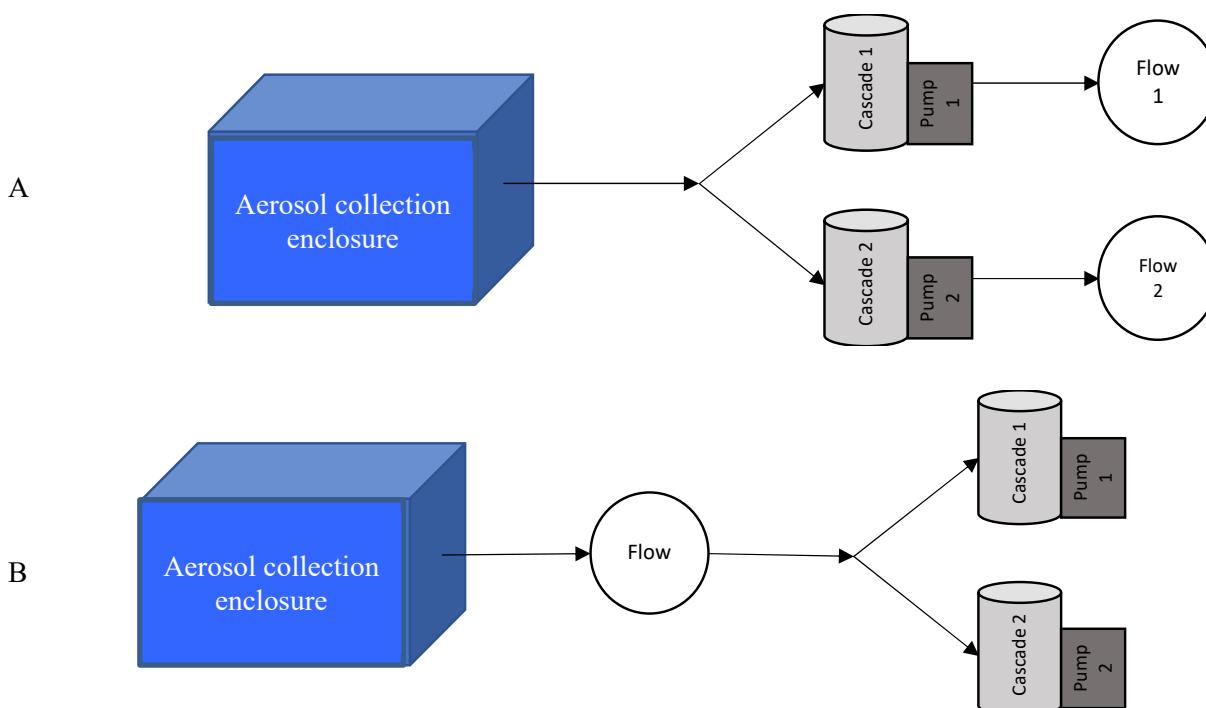 A
Aerosol collection
enclosure
Cascade 1
Pump
1
Flow
1
Cascade 2
Pump
2
Flow
2
B
Aerosol collection
enclosure
Flow
Cascade 1
Pump
1
Cascade 2
Pump
2